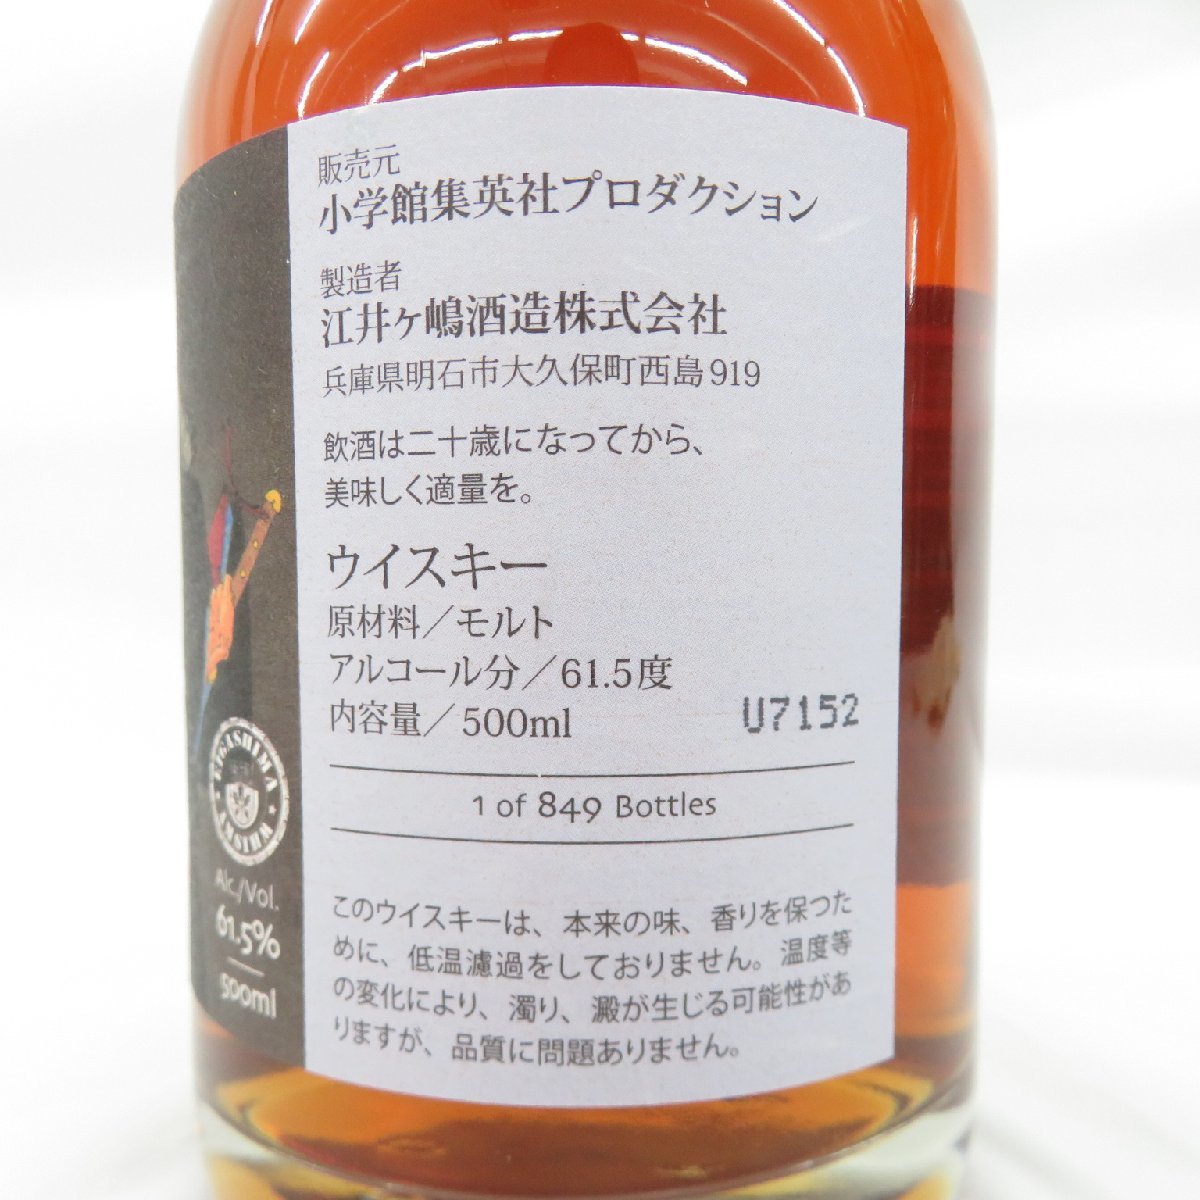 販売元
小学館集英社プロダクション
製造者
江井ヶ嶋酒造株式会社
兵庫県明石市大久保町西島919
飲酒は二十歳になってから、
美味しく適量を。
ウイスキー
原材料／モルト
アルコール分／61.5度
内容量／500ml
U7152
1 of 849 Bottles
このウイスキーは、本来の味、香りを保つた
めに、低温濾過をしておりません。温度等
の変化により、濁り、澱が生じる可能性があ
りますが、品質に問題ありません。
EIGASHIMA
WHISKY
Alc./Vol.
61.5%
500ml